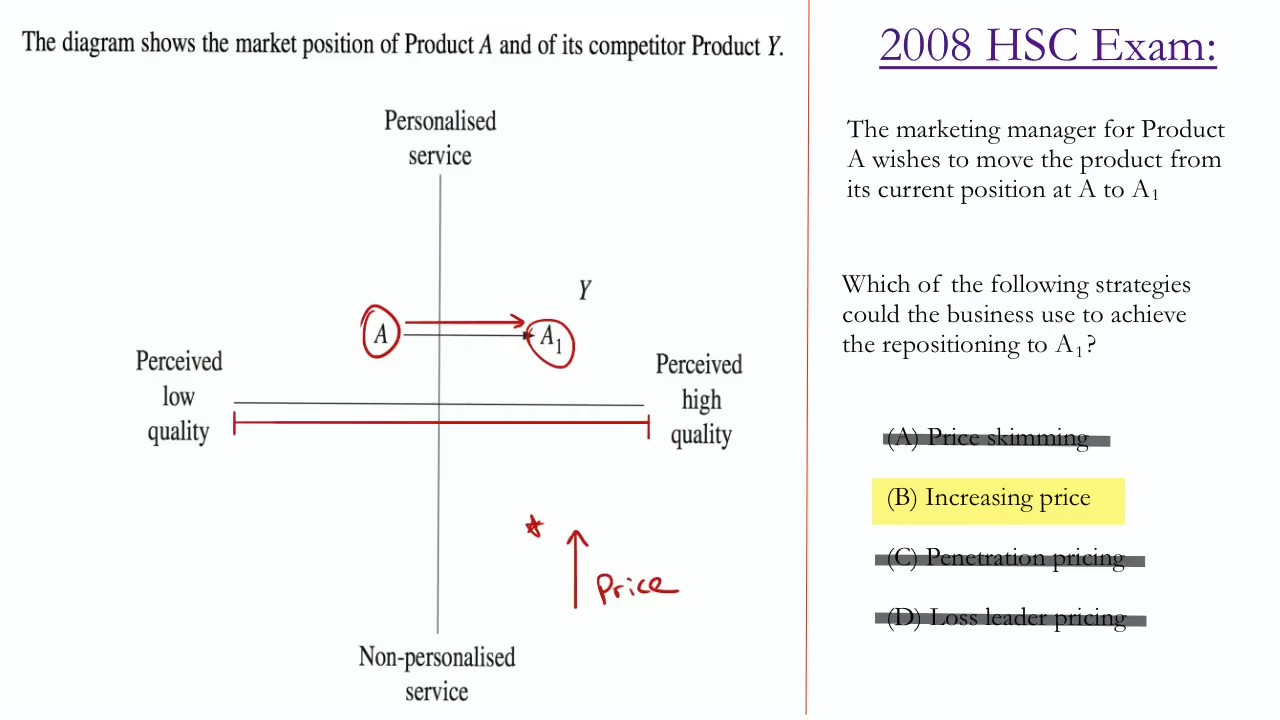 The diagram shows the market position of Product A and of its competitor Product Y.
Personalised
service
Y
A
A₁
Perceived
low
quality
Perceived
high
quality
Price
Non-personalised
service
2008 HSC Exam:
The marketing manager for Product
A wishes to move the product from
its current position at A to A₁
Which of the following strategies
could the business use to achieve
the repositioning to A₁?
(A) Price skimming
(B) Increasing price
(C) Penetration pricing
(D) Loss leader pricing